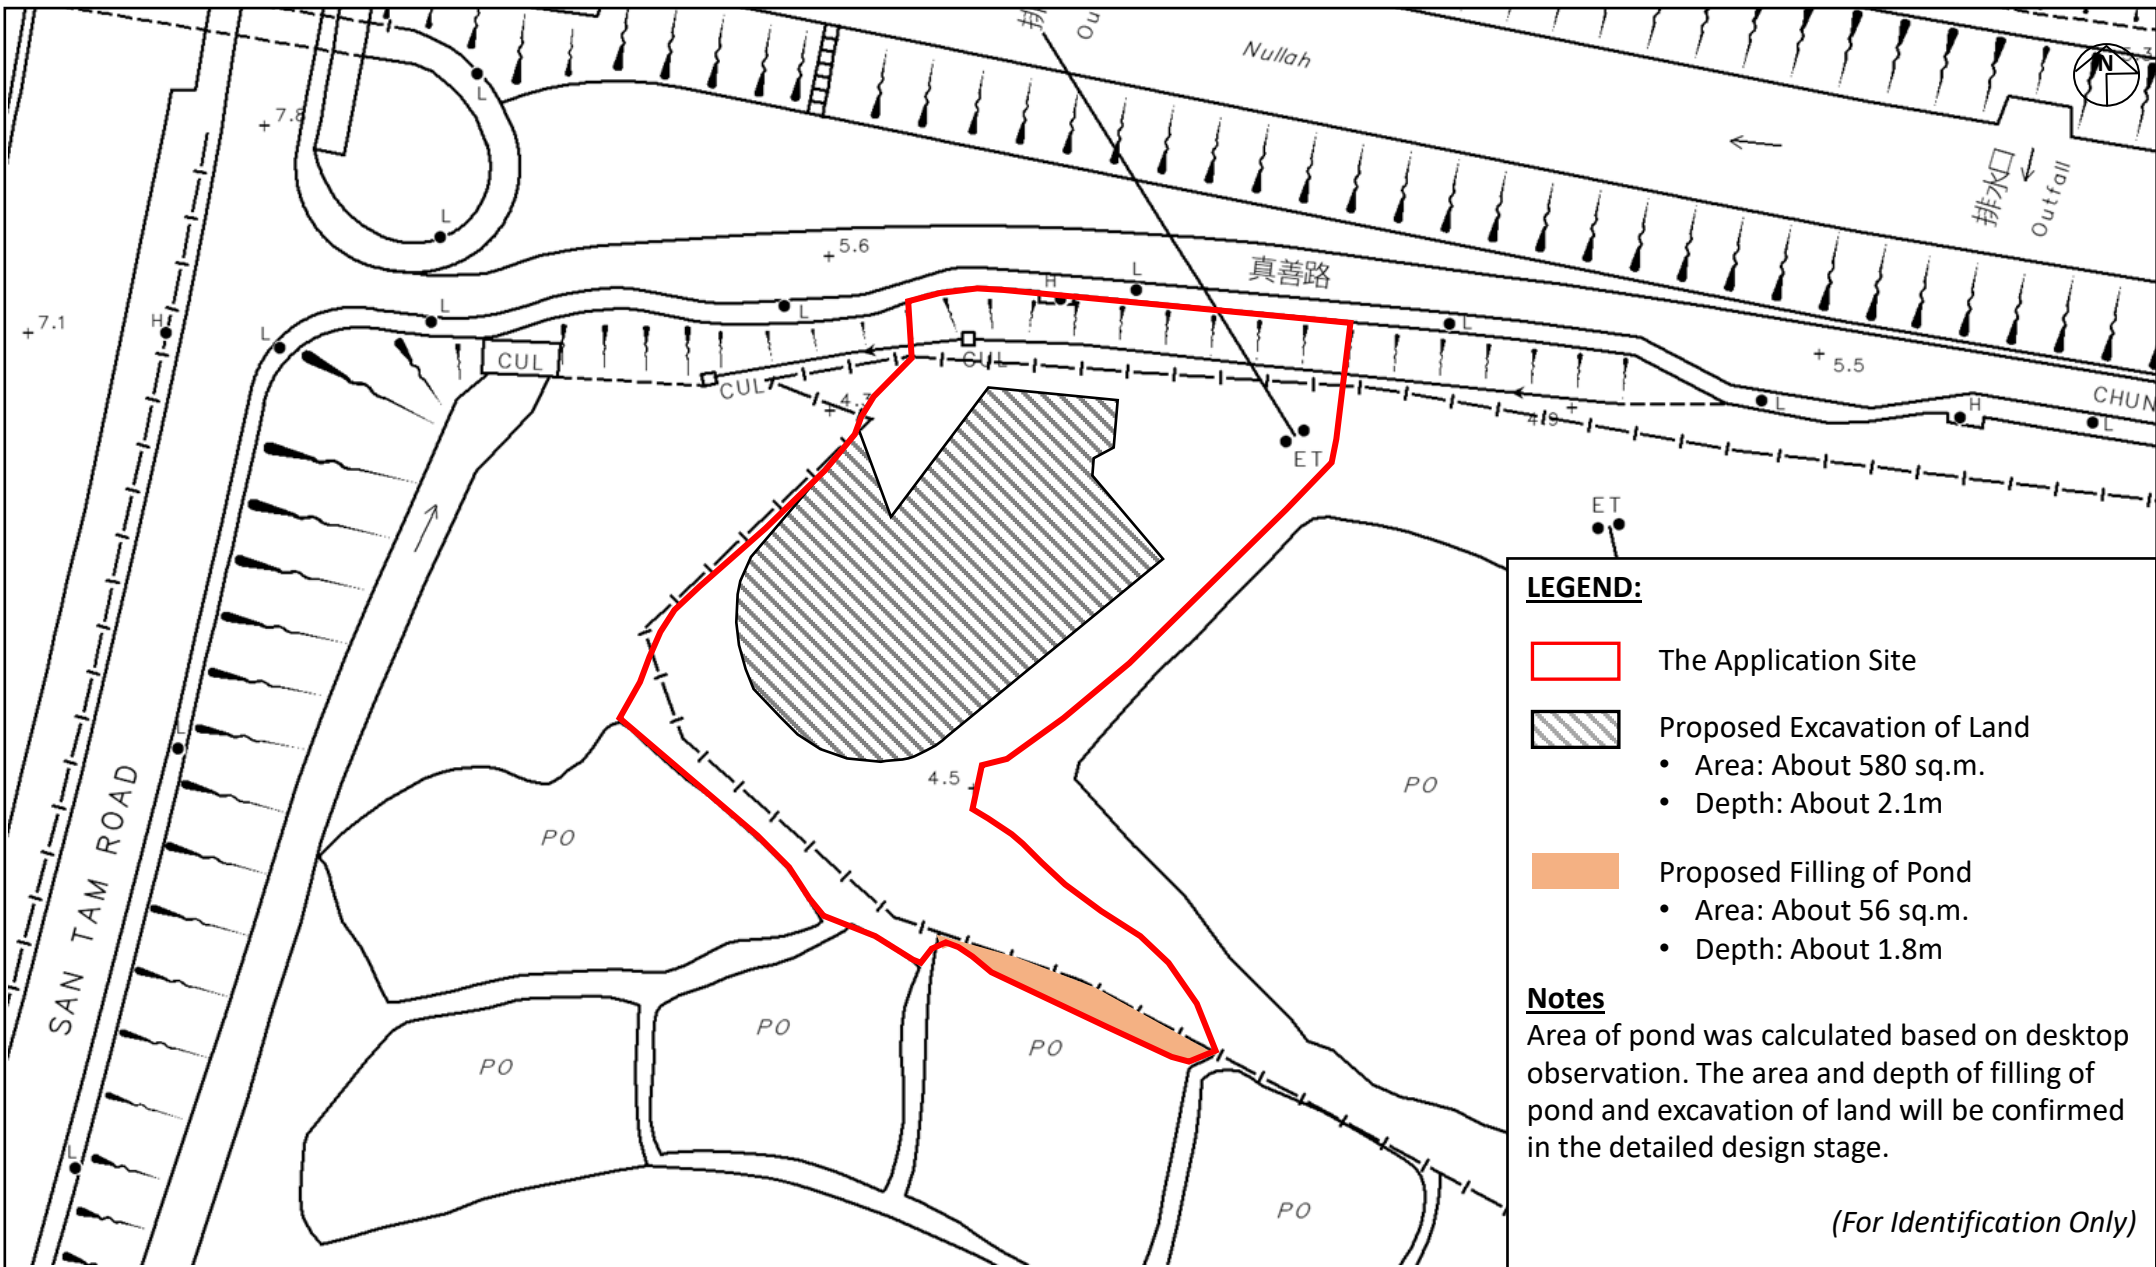 Nullah
N
7.8
排水口
Outfall
5.6
真善路
7.1
5.5
CHUN
CUL
CUL
CUL
4.3
4.9
ET
ET
L
L
L
L
L
L
L
L
L
L
L
L
H
H
H
4.5
PO
PO
PO
PO
PO
PO
SAN TAM ROAD
LEGEND:
The Application Site
Proposed Excavation of Land
• Area: About 580 sq.m.
• Depth: About 2.1m
Proposed Filling of Pond
• Area: About 56 sq.m.
• Depth: About 1.8m
Notes
Area of pond was calculated based on desktop
observation. The area and depth of filling of
pond and excavation of land will be confirmed
in the detailed design stage.
(For Identification Only)